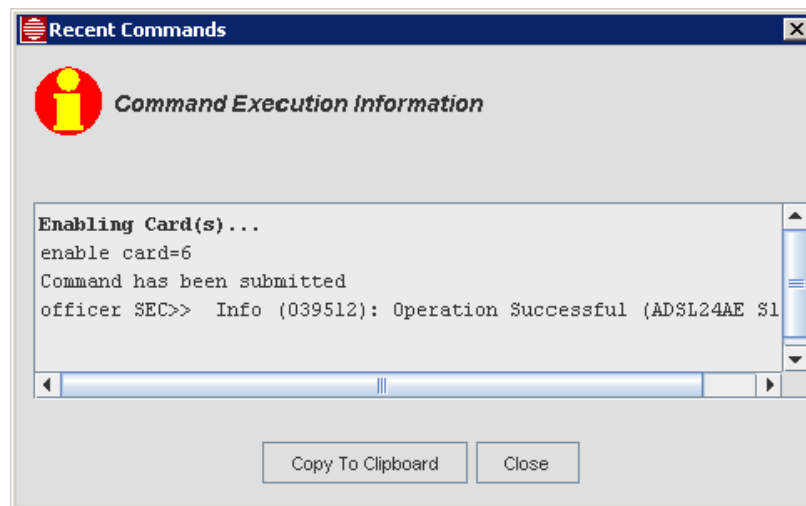 Recent Commands
Command Execution Information
Enabling Card(s)...
enable card=6
Command has been submitted
officer SEC>>  Info (039512): Operation Successful (ADSL24AE Sl
Copy To Clipboard
Close